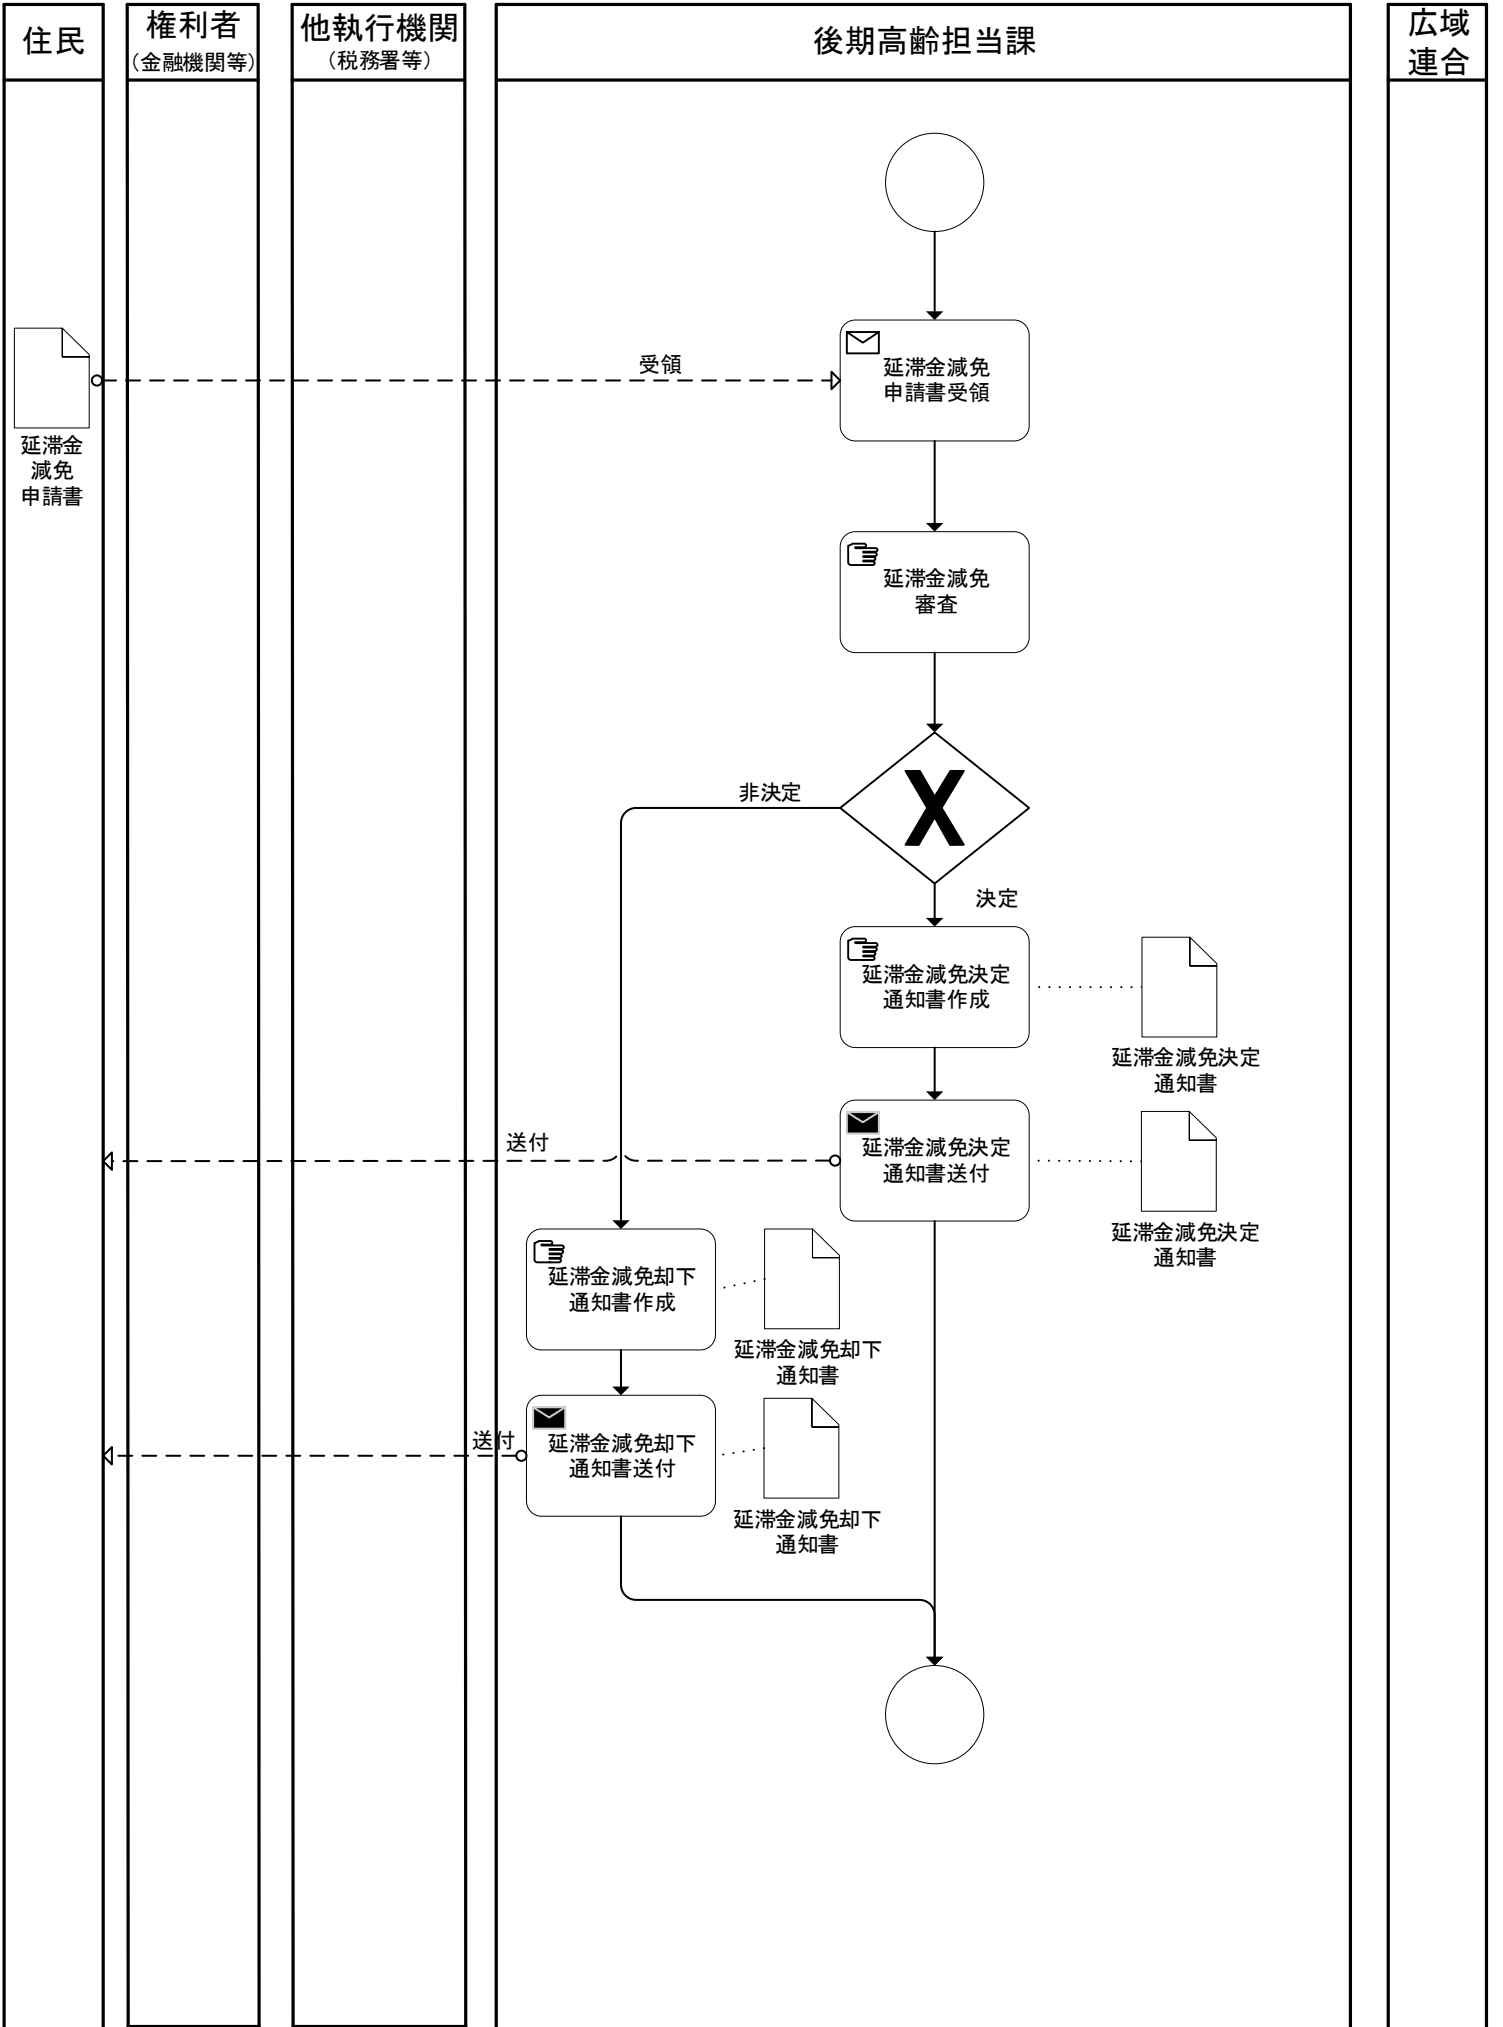 住民
権利者
（金融機関等）
他執行機関
（税務署等）
後期高齢担当課
広域
連合
受領
延滞金減免
申請書受領
延滞金
減免
申請書
延滞金減免
審査
非決定
X
決定
延滞金減免決定
通知書作成
延滞金減免決定
通知書
送付
延滞金減免決定
通知書送付
延滞金減免決定
通知書
延滞金減免却下
通知書作成
延滞金減免却下
通知書
送付
延滞金減免却下
通知書送付
延滞金減免却下
通知書